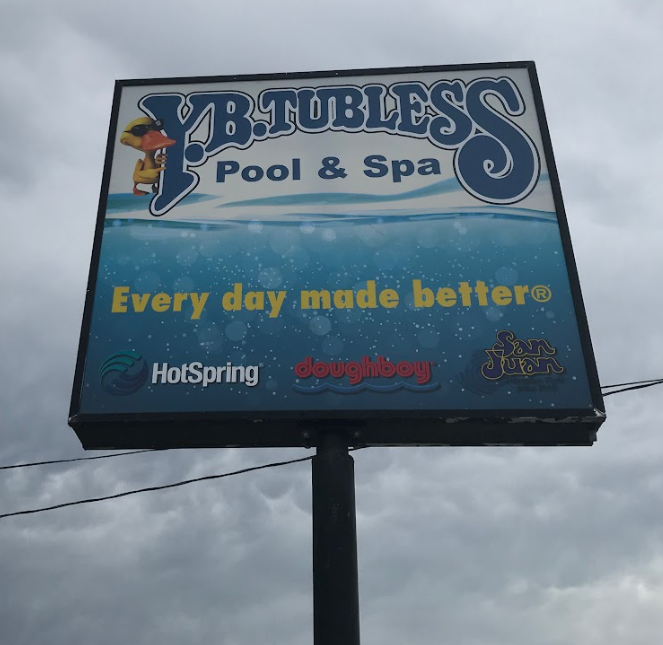 Y.B.TUBLESS
Pool & Spa
Every day made better®
HotSpring
doughboy
San
Juan